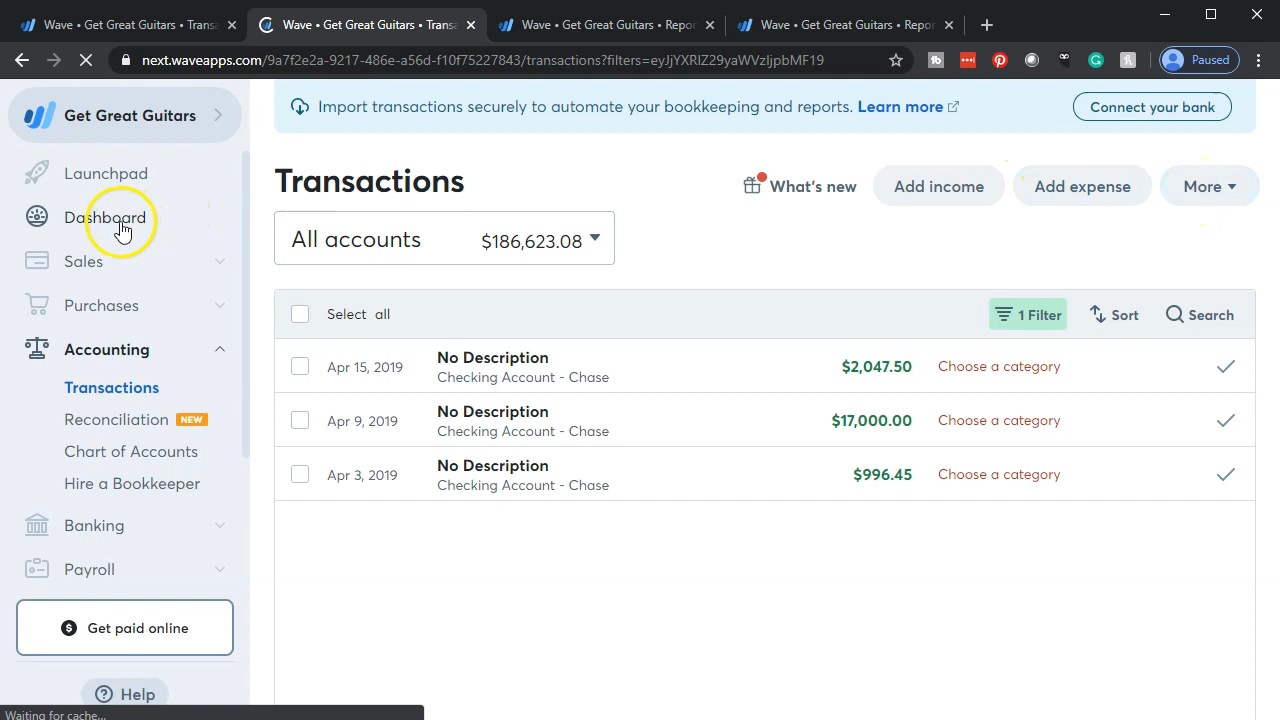 Wave • Get Great Guitars • Transa
Wave • Get Great Guitars • Transa
Wave • Get Great Guitars • Repor
Wave • Get Great Guitars • Repor
next.waveapps.com/9a7f2e2a-9217-486e-a56d-f10f75227843/transactions?filters=eyJjYXRlZ29yaWVzIjpbMF19
Paused
Get Great Guitars
Import transactions securely to automate your bookkeeping and reports. Learn more
Connect your bank
Launchpad
Dashboard
Sales
Purchases
Accounting
Transactions
Reconciliation NEW
Chart of Accounts
Hire a Bookkeeper
Banking
Payroll
Get paid online
Help
Waiting for cache...
Transactions
What's new
Add income
Add expense
More
All accounts $186,623.08
Select all
1 Filter
Sort
Search
Apr 15, 2019 No Description $2,047.50 Choose a category
Checking Account - Chase
Apr 9, 2019 No Description $17,000.00 Choose a category
Checking Account - Chase
Apr 3, 2019 No Description $996.45 Choose a category
Checking Account - Chase